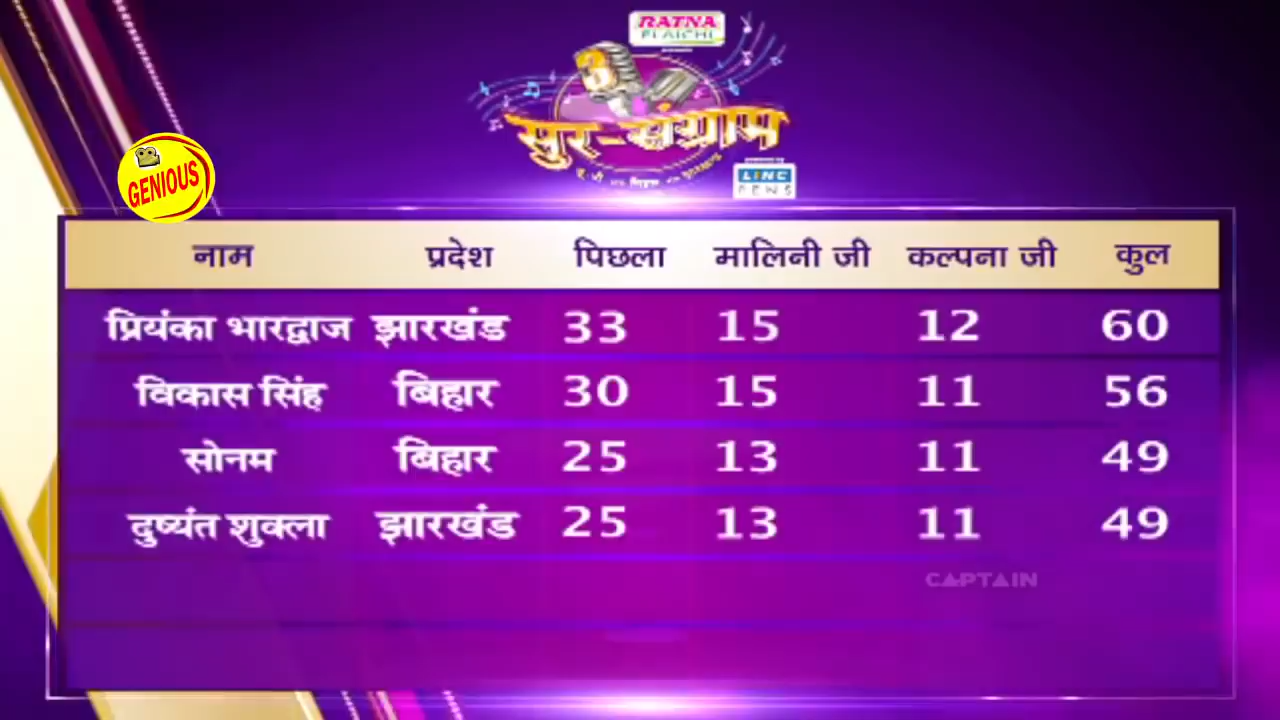 RATNA
ELAICHI
सुर-संग्राम
LINC
PENS
GENIOUS
नाम प्रदेश पिछला मालिनी जी कल्पना जी कुल
प्रियंका भारद्वाज झारखंड 33 15 12 60
विकास सिंह बिहार 30 15 11 56
सोनम बिहार 25 13 11 49
दुष्यंत शुक्ला झारखंड 25 13 11 49
CAPTAIN